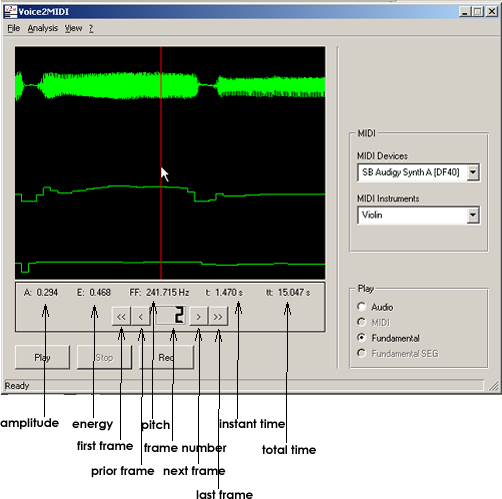 Voice2MIDI
File Analysis View ?
MIDI
MIDI Devices
SB Audigy Synth A [DF40]
MIDI Instruments
Violin
A: 0.294 E: 0.468 FF: 241.715 Hz t: 1.470 s tt: 15.047 s
<< < 2 > >>
Play
Audio
MIDI
Fundamental
Fundamental SEG
Play Stop Rec
Ready
amplitude energy pitch instant time
first frame frame number total time
prior frame next frame
last frame